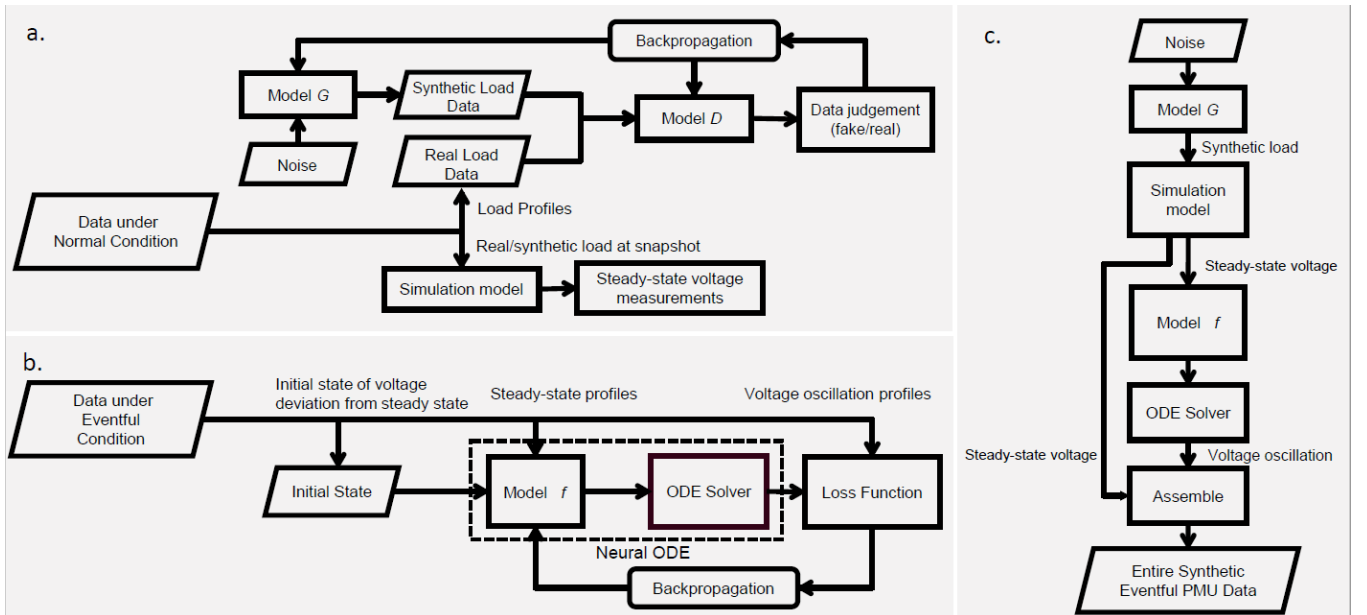 a.
Backpropagation
Model G
Synthetic Load
Data
Model D
Data judgement
(fake/real)
Noise
Real Load
Data
Data under
Normal Condition
Load Profiles
Real/synthetic load at snapshot
Simulation model
Steady-state voltage
measurements
b.
Data under
Eventful
Condition
Initial state of voltage
deviation from steady state
Steady-state profiles
Voltage oscillation profiles
Initial State
Model f
ODE Solver
Loss Function
Neural ODE
Backpropagation
c.
Noise
Model G
Synthetic load
Simulation
model
Steady-state voltage
Model f
ODE Solver
Steady-state voltage
Voltage oscillation
Assemble
Entire Synthetic
Eventful PMU Data